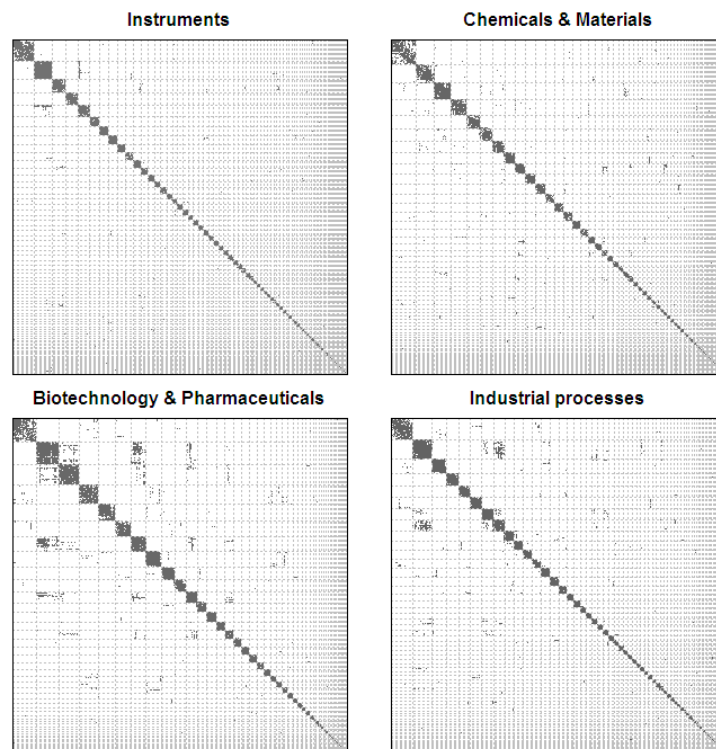 Instruments
Chemicals & Materials
Biotechnology & Pharmaceuticals
Industrial processes